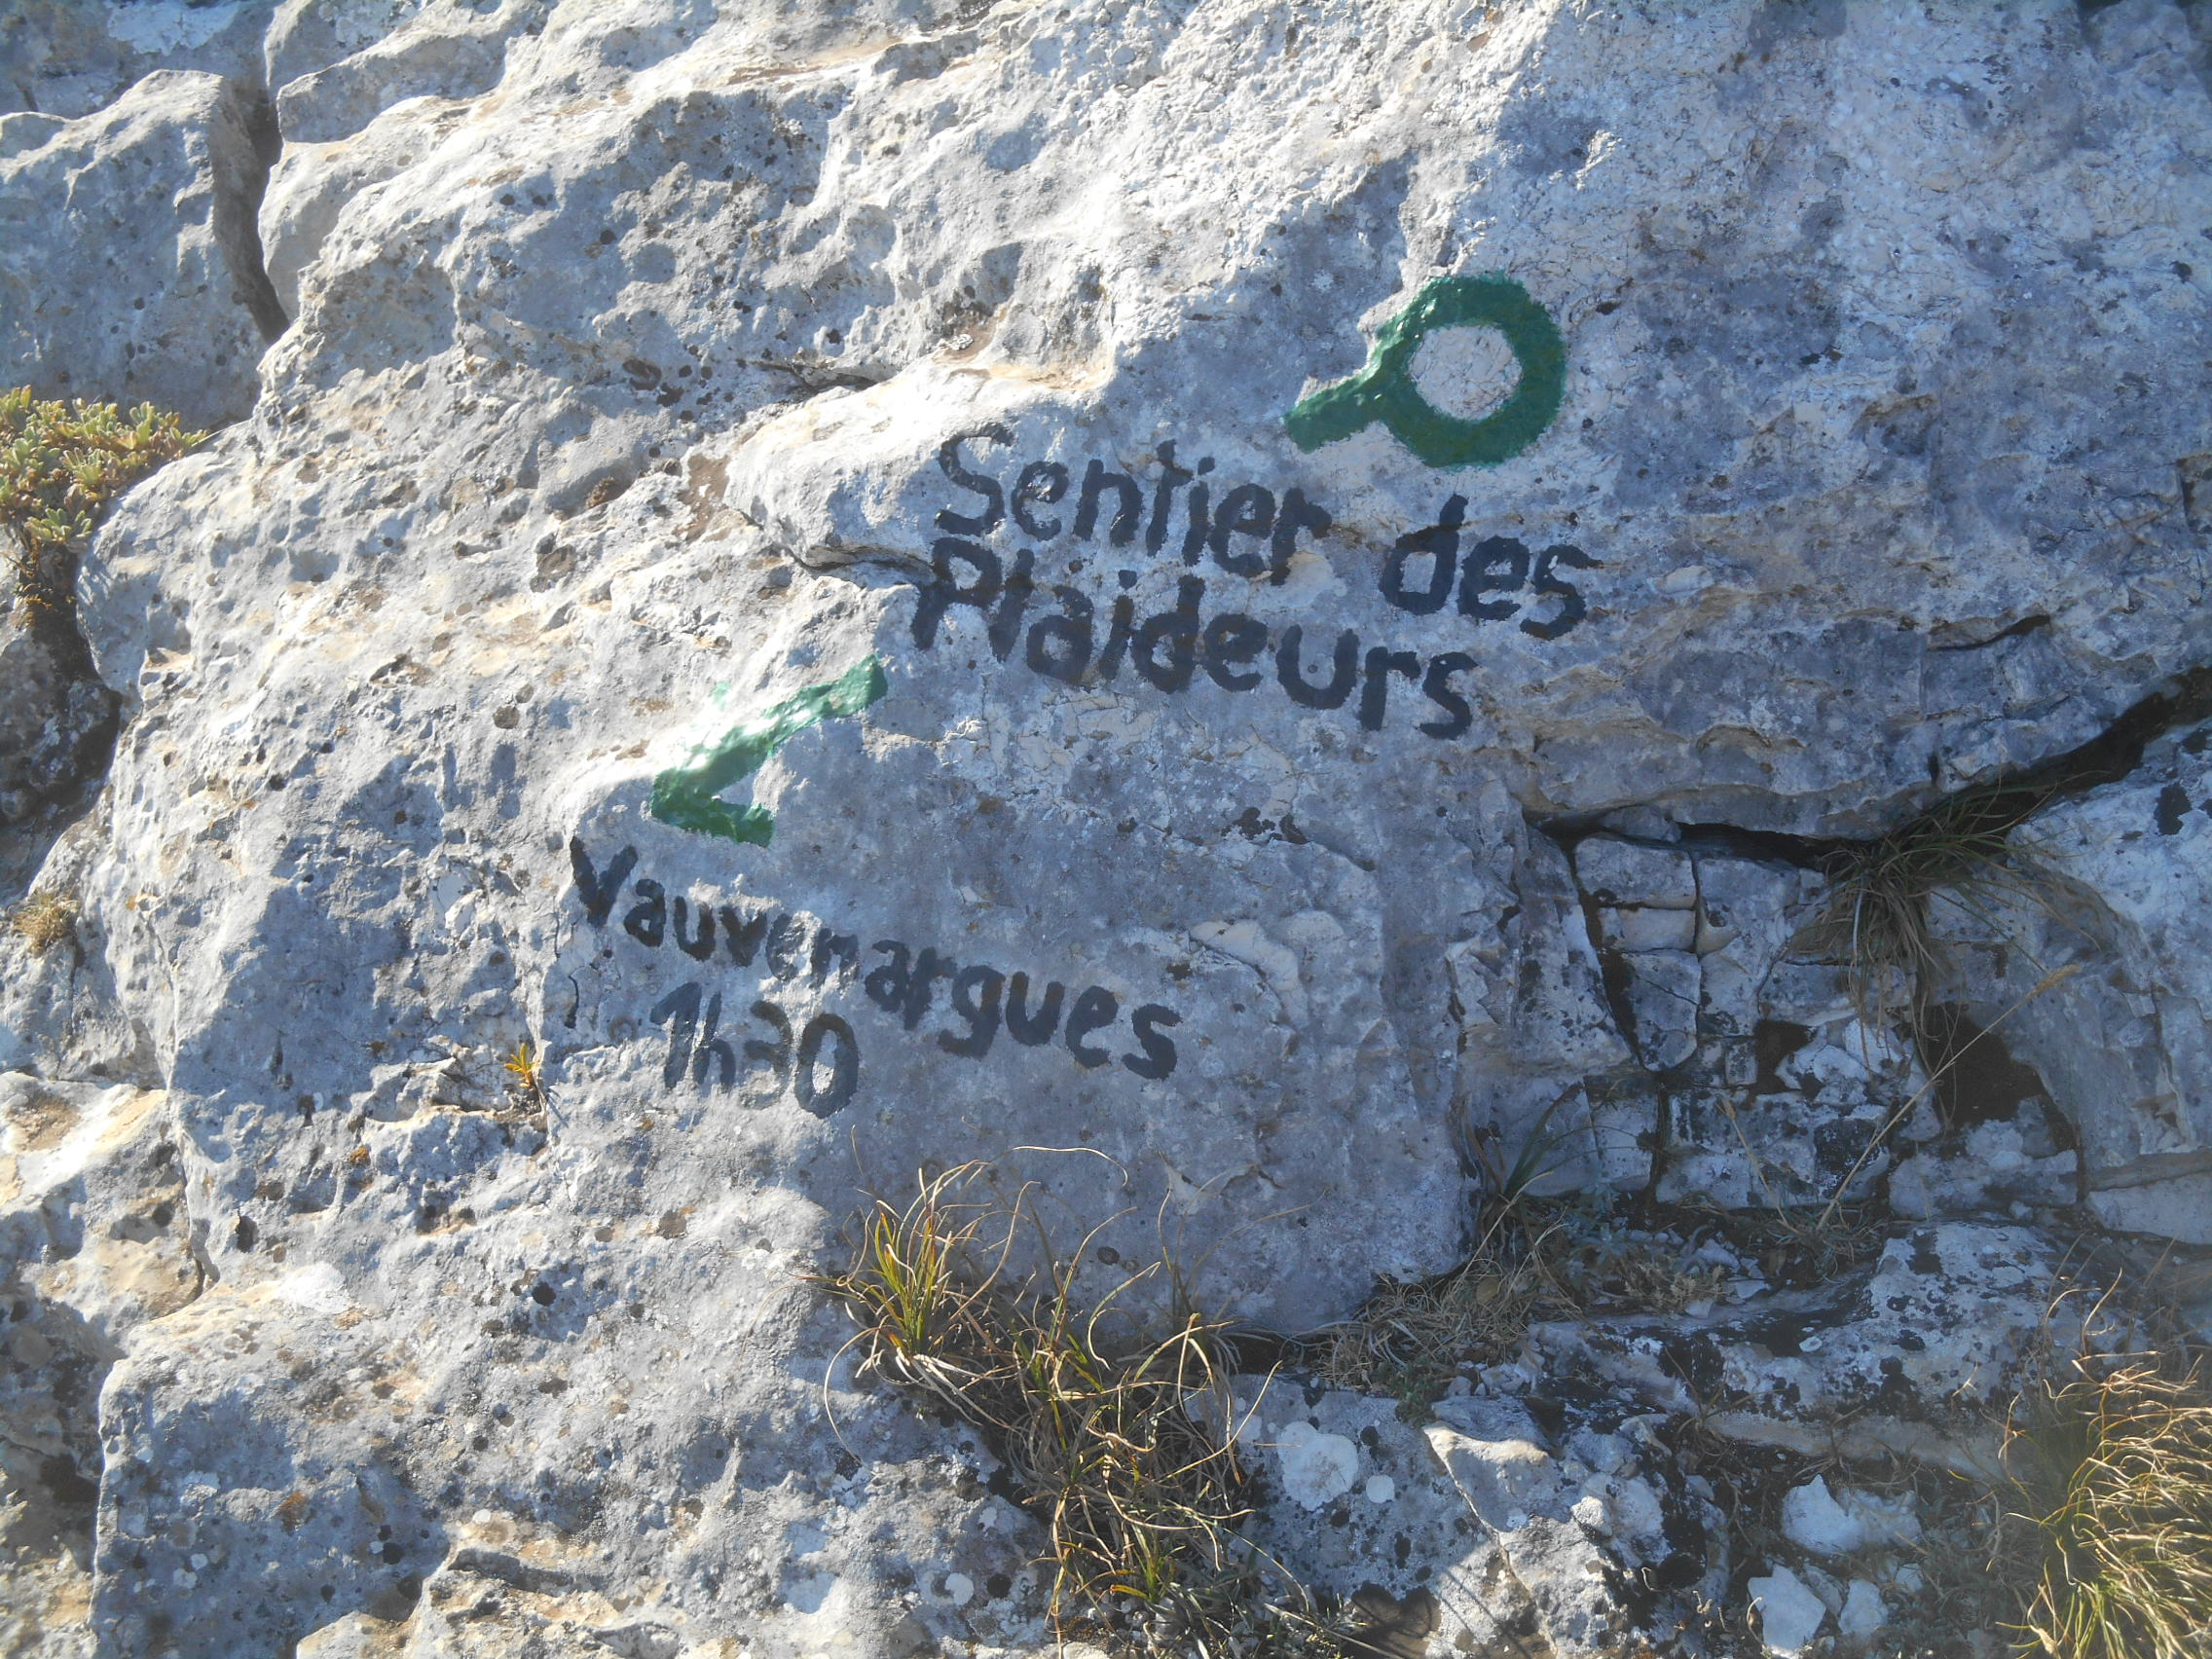 Sentier des
Plaideurs
Vauvenargues
1h30